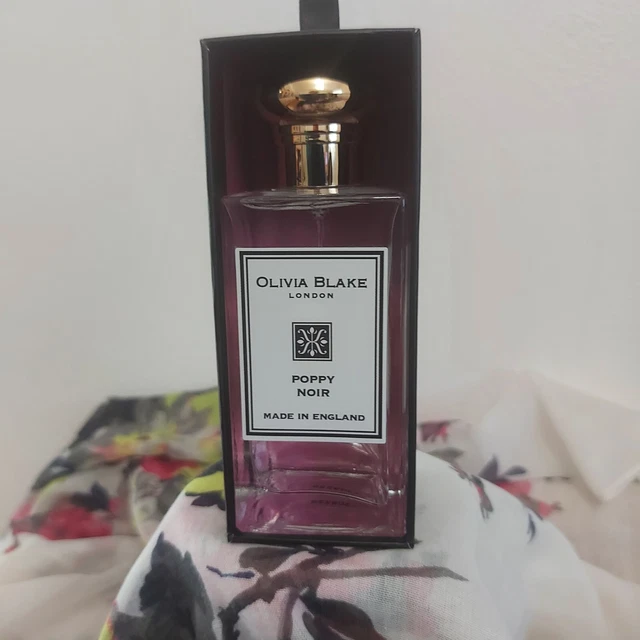 OLIVIA BLAKE
LONDON
POPPY
NOIR
MADE IN ENGLAND